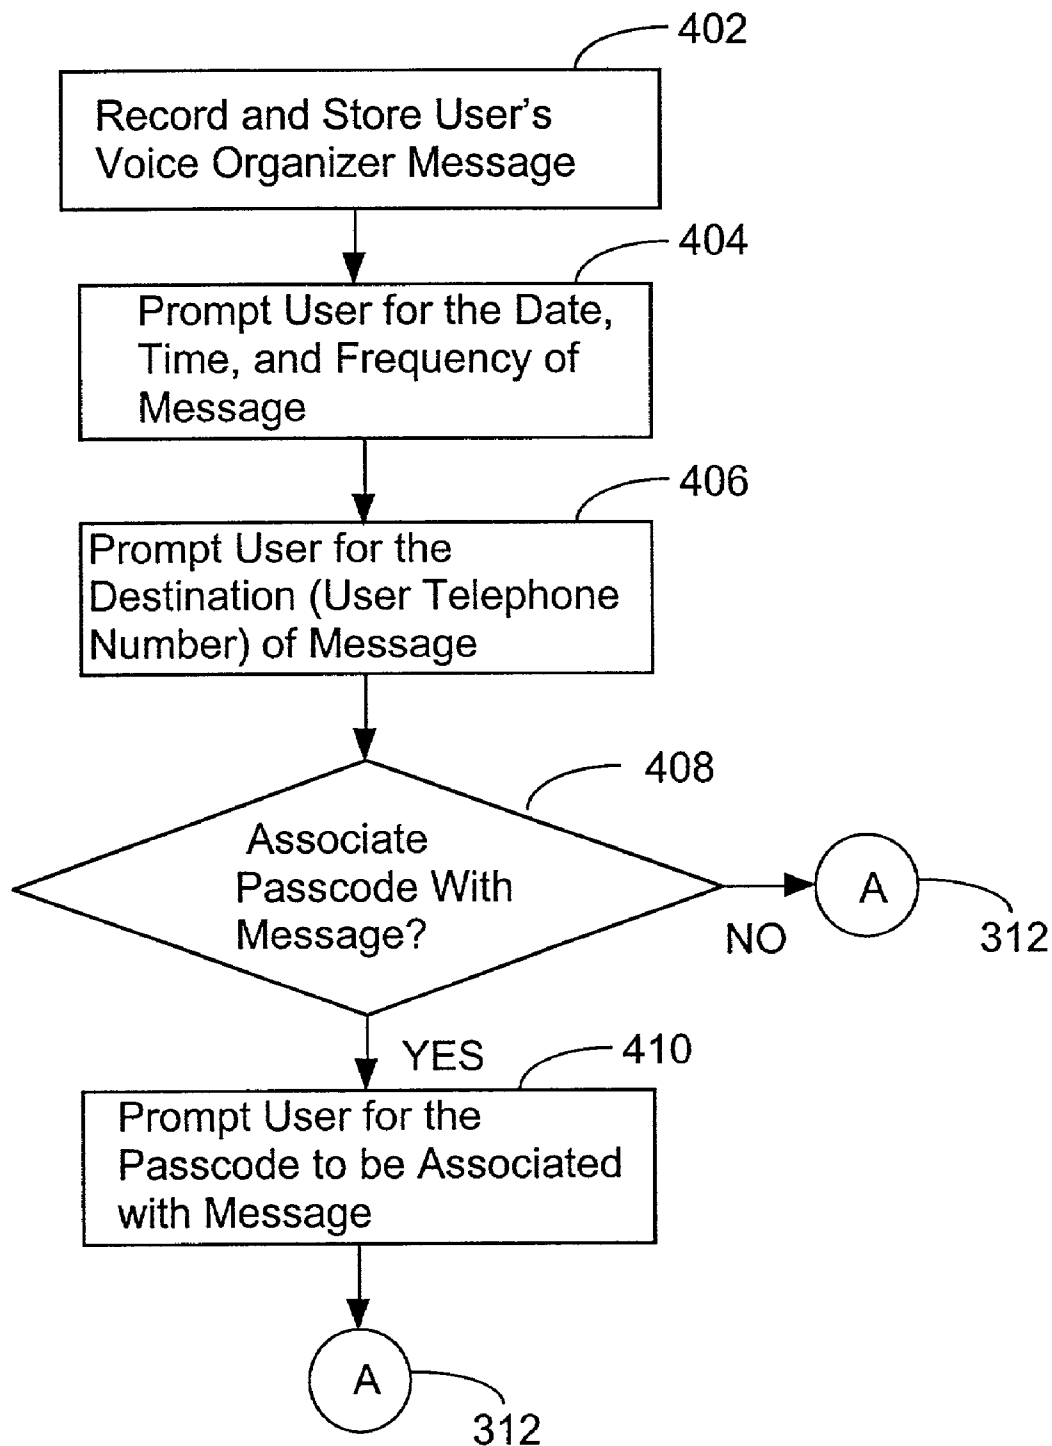 402
Record and Store User's
Voice Organizer Message
404
Prompt User for the Date,
Time, and Frequency of
Message
406
Prompt User for the
Destination (User Telephone
Number) of Message
408
Associate
Passcode With
Message?
A
NO
312
YES
410
Prompt User for the
Passcode to be Associated
with Message
A
312